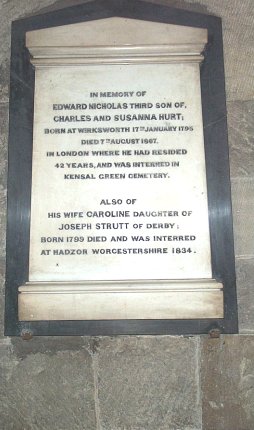 IN MEMORY OF
EDWARD NICHOLAS THIRD SON OF,
CHARLES AND SUSANNA HURT;
BORN AT WIRKSWORTH 17TH JANUARY 1795
DIED 7TH AUGUST 1867.
IN LONDON WHERE HE HAD RESIDED
42 YEARS, AND WAS INTERRED IN
KENSAL GREEN CEMETERY.
ALSO OF
HIS WIFE CAROLINE DAUGHTER OF
JOSEPH STRUTT OF DERBY;
BORN 1799 DIED AND WAS INTERRED
AT HADZOR WORCESTERSHIRE 1834.